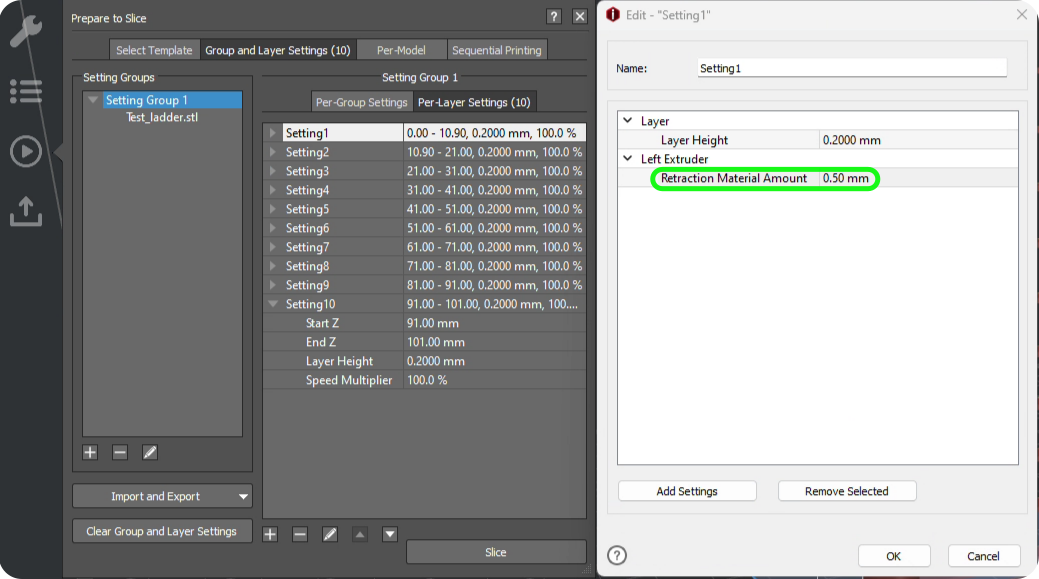 Prepare to Slice
?
Select Template
Group and Layer Settings (10)
Per-Model
Sequential Printing
Setting Groups
Setting Group 1
Test_ladder.stl
Import and Export
Clear Group and Layer Settings
Setting Group 1
Per-Group Settings
Per-Layer Settings (10)
Setting1 0.00 - 10.90, 0.2000 mm, 100.0 %
Setting2 10.90 - 21.00, 0.2000 mm, 100.0 %
Setting3 21.00 - 31.00, 0.2000 mm, 100.0 %
Setting4 31.00 - 41.00, 0.2000 mm, 100.0 %
Setting5 41.00 - 51.00, 0.2000 mm, 100.0 %
Setting6 51.00 - 61.00, 0.2000 mm, 100.0 %
Setting7 61.00 - 71.00, 0.2000 mm, 100.0 %
Setting8 71.00 - 81.00, 0.2000 mm, 100.0 %
Setting9 81.00 - 91.00, 0.2000 mm, 100.0 %
Setting10 91.00 - 101.00, 0.2000 mm, 100....
Start Z 91.00 mm
End Z 101.00 mm
Layer Height 0.2000 mm
Speed Multiplier 100.0 %
Slice
Edit - "Setting1"
Name: Setting1
Layer
Layer Height 0.2000 mm
Left Extruder
Retraction Material Amount 0.50 mm
Add Settings
Remove Selected
?
OK
Cancel